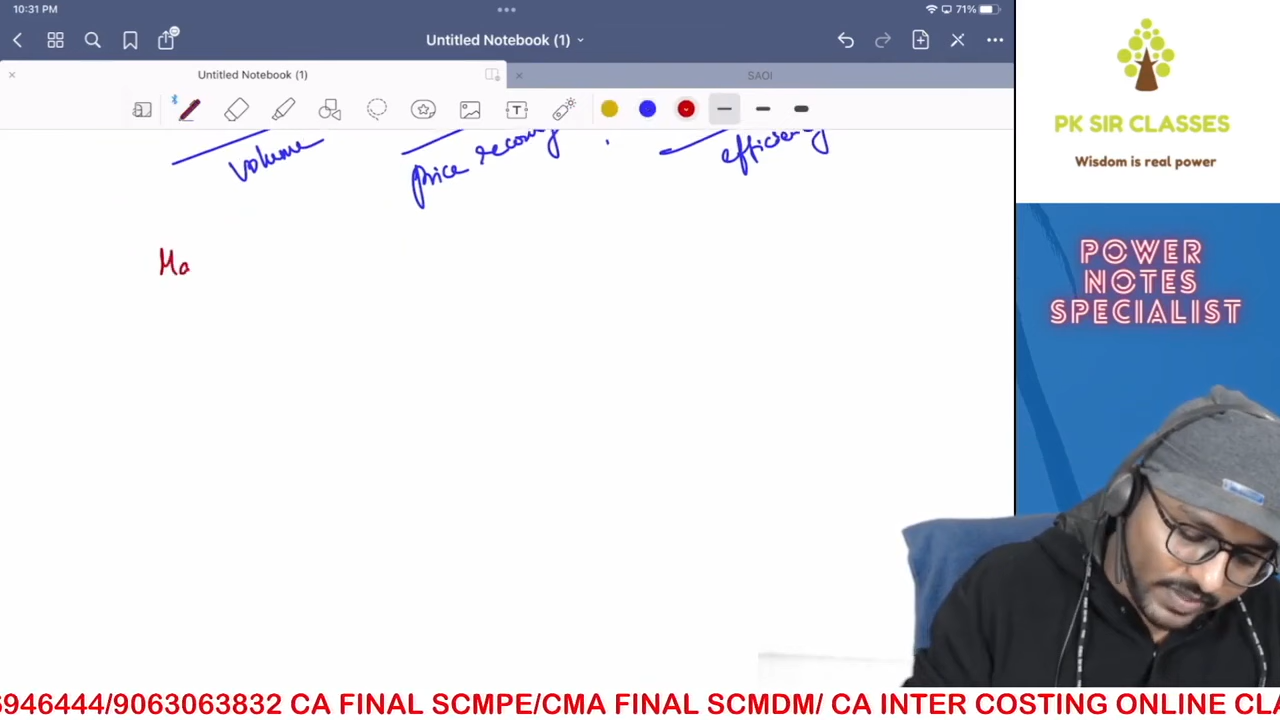 10:31 PM
71%
Untitled Notebook (1)
Untitled Notebook (1)
SAOI
T
volume
price recovery
efficiency
Ma
PK SIR CLASSES
Wisdom is real power
POWER
NOTES
SPECIALIST
5946444/9063063832 CA FINAL SCMPE/CMA FINAL SCMDM/ CA INTER COSTING ONLINE CLA